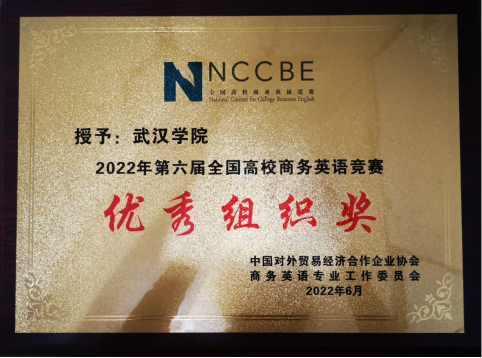 NCCBE
全国高校商务英语竞赛
National Contest for College Business English
授予：武汉学院
2022年第六届全国高校商务英语竞赛
优秀组织奖
中国对外贸易经济合作企业协会
商务英语专业工作委员会
2022年6月